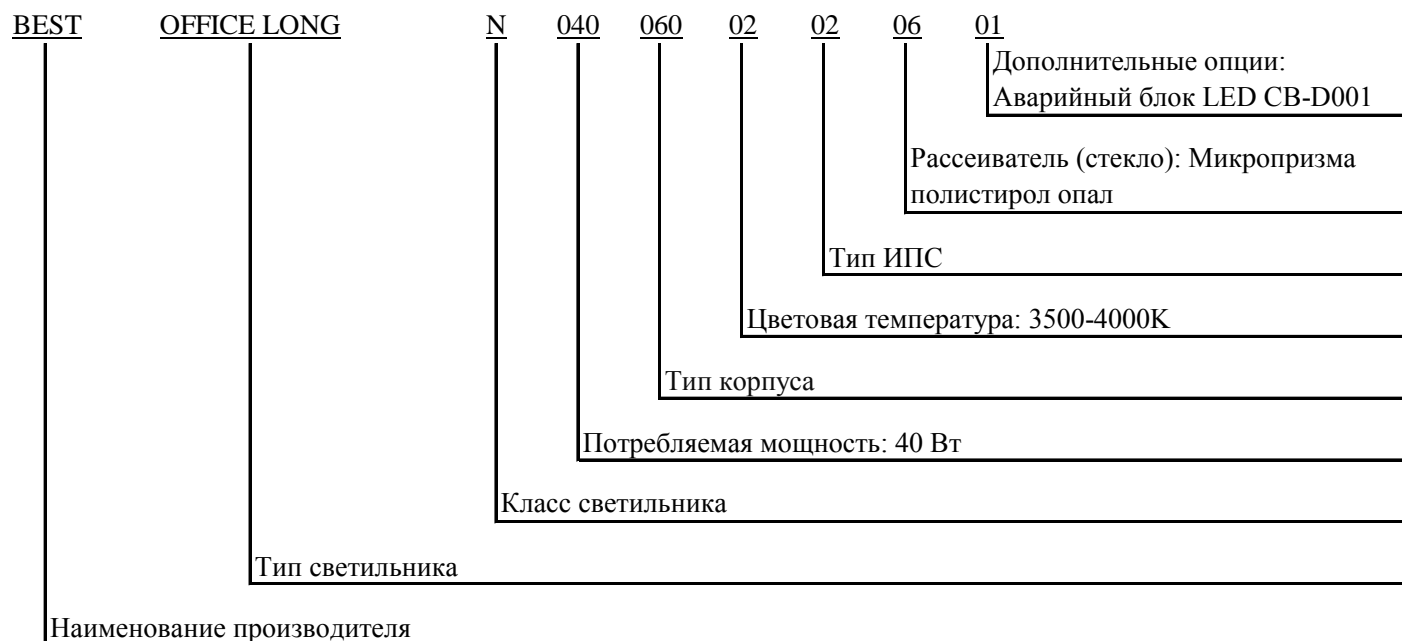 BEST OFFICE LONG N 040 060 02 02 06 01
Дополнительные опции:
Аварийный блок LED CB-D001
Рассеиватель (стекло): Микропризма
полистирол опал
Тип ИПС
Цветовая температура: 3500-4000K
Тип корпуса
Потребляемая мощность: 40 Вт
Класс светильника
Тип светильника
Наименование производителя